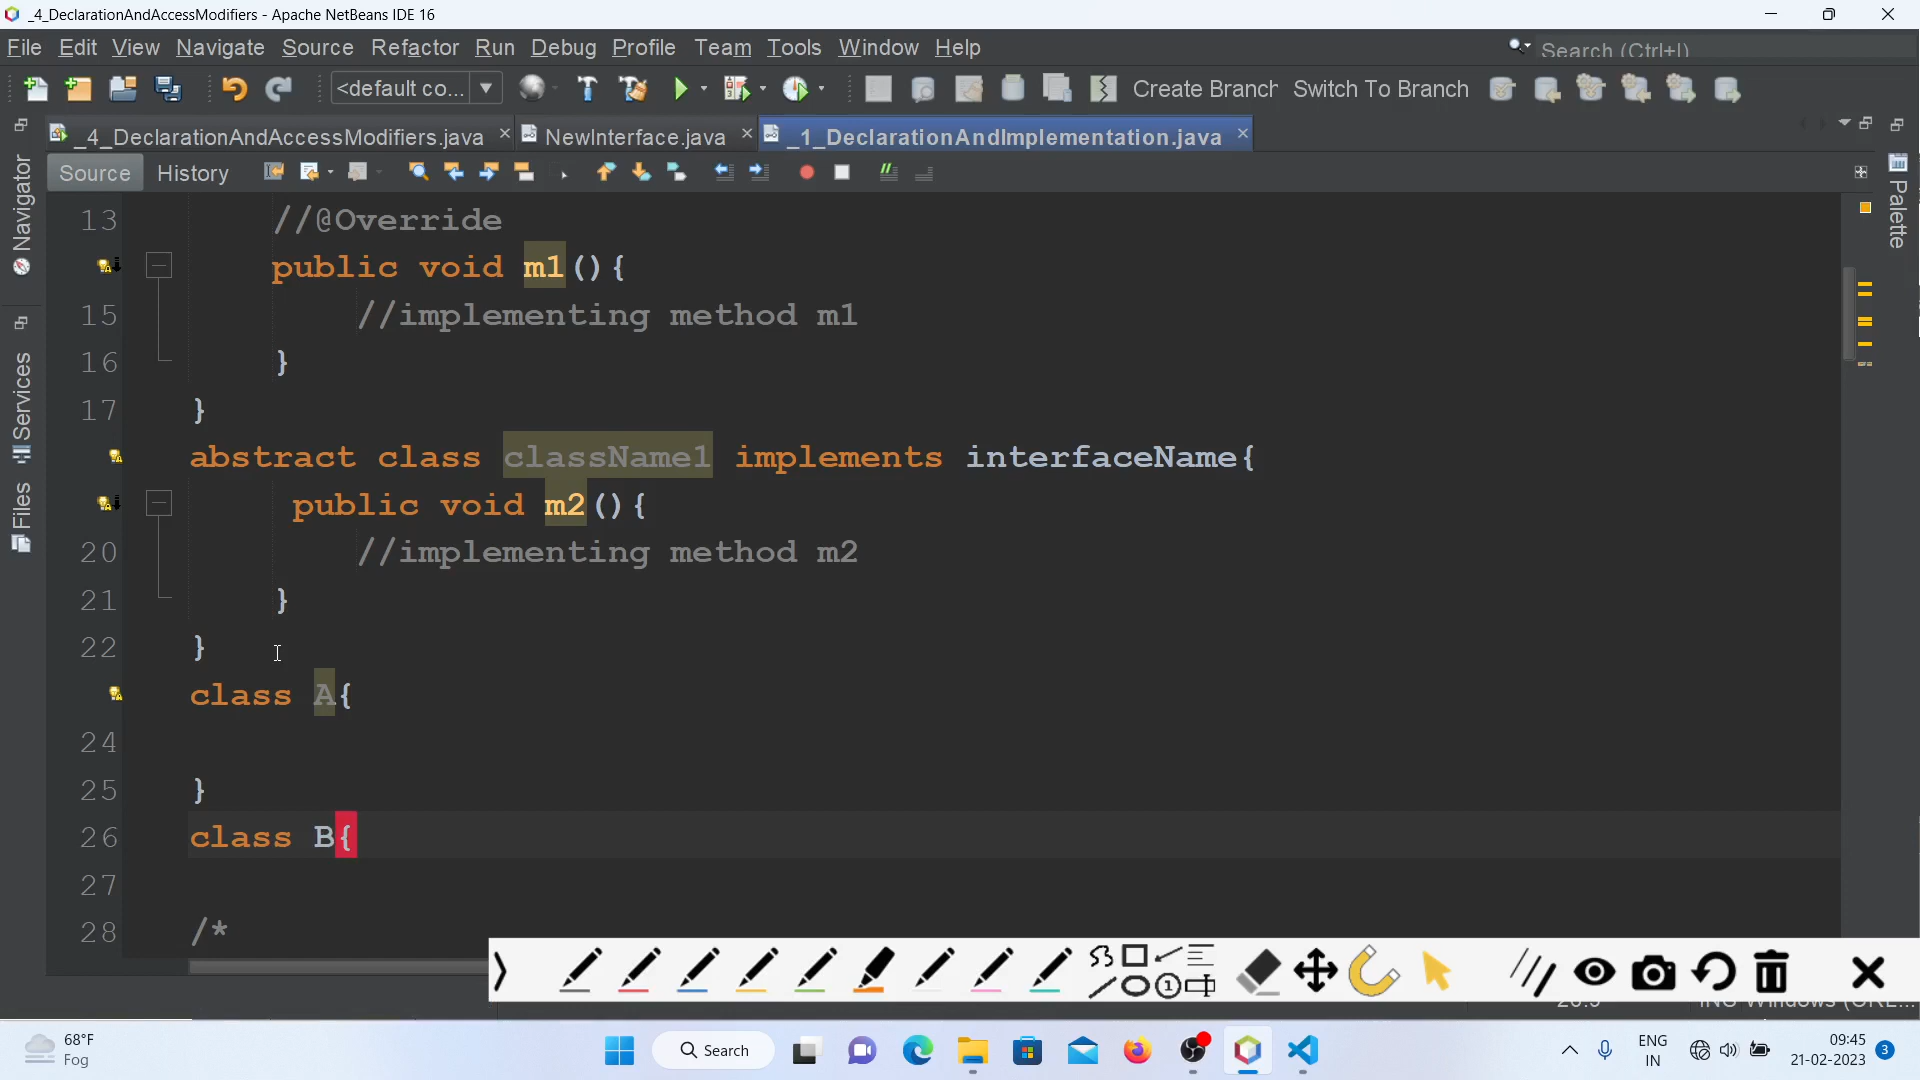 _4_DeclarationAndAccessModifiers - Apache NetBeans IDE 16
File Edit View Navigate Source Refactor Run Debug Profile Team Tools Window Help
Search (Ctrl+I)
<default co...
Create Branch Switch To Branch
_4_DeclarationAndAccessModifiers.java
NewInterface.java
_1_DeclarationAndImplementation.java
Source History
Navigator
Services
Files
Palette
13 //@Override
public void m1(){
15 //implementing method m1
16 }
17 }
abstract class className1 implements interfaceName{
public void m2(){
20 //implementing method m2
21 }
22 }
class A{
24
25 }
26 class B{
27
28 /*
68°F
Fog
Search
ENG
IN
09:45
21-02-2023
3